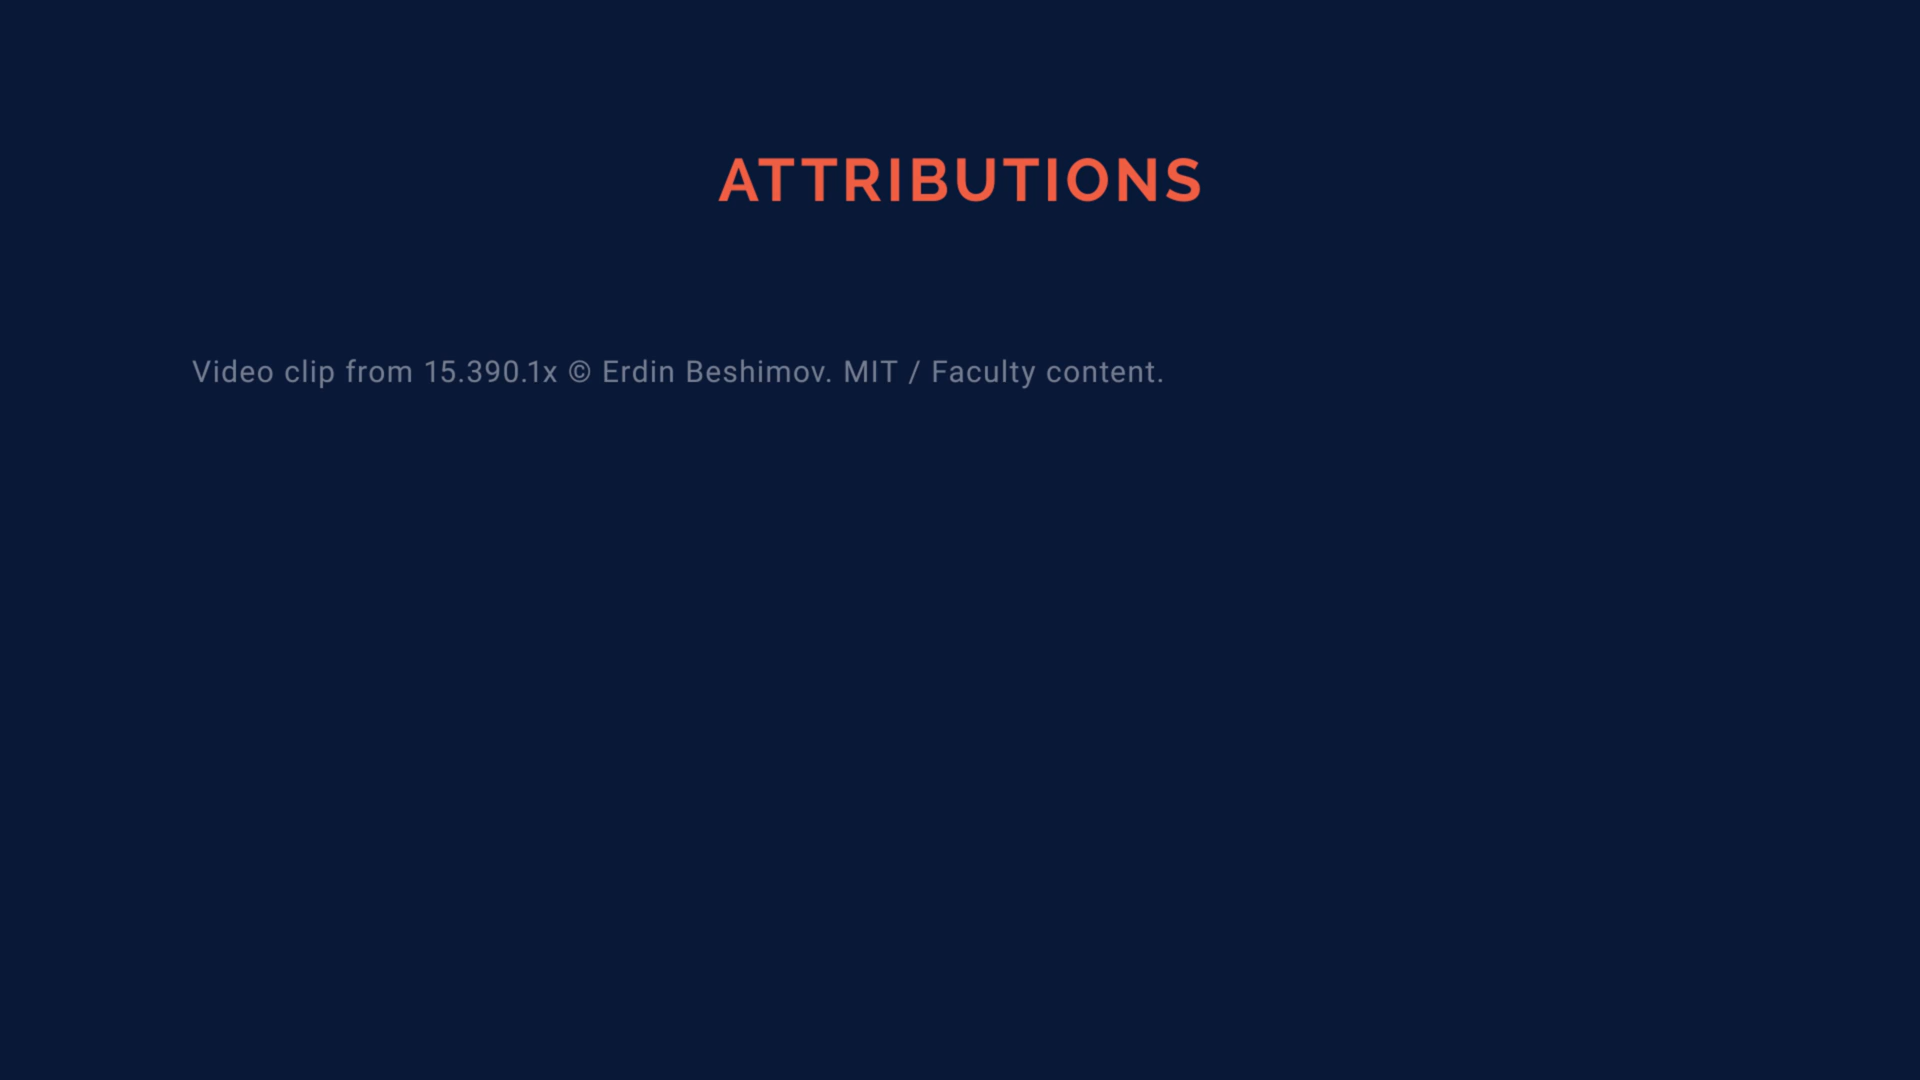 ATTRIBUTIONS
Video clip from 15.390.1x © Erdin Beshimov. MIT / Faculty content.